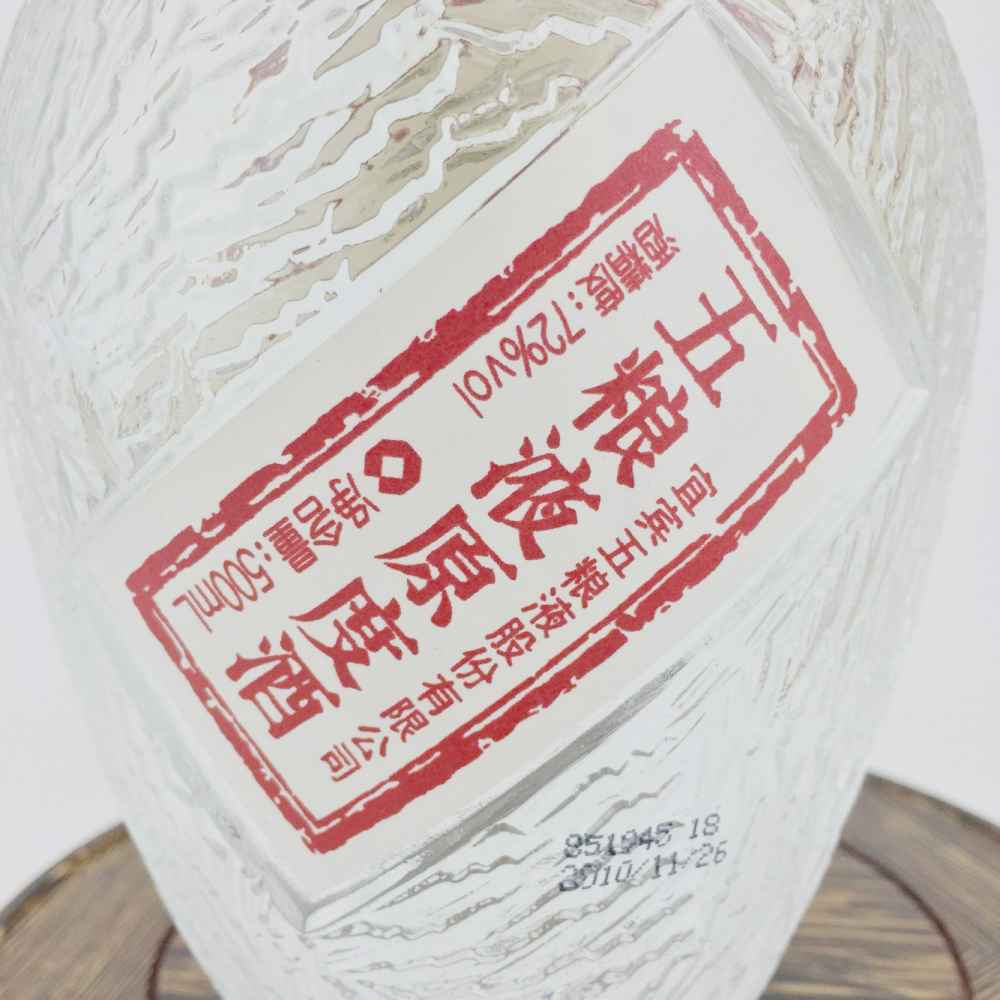 宜宾五粮液股份有限公司
五粮液原度酒
酒精度:72%vol
净含量:500mL
851945 18
2010/11/26